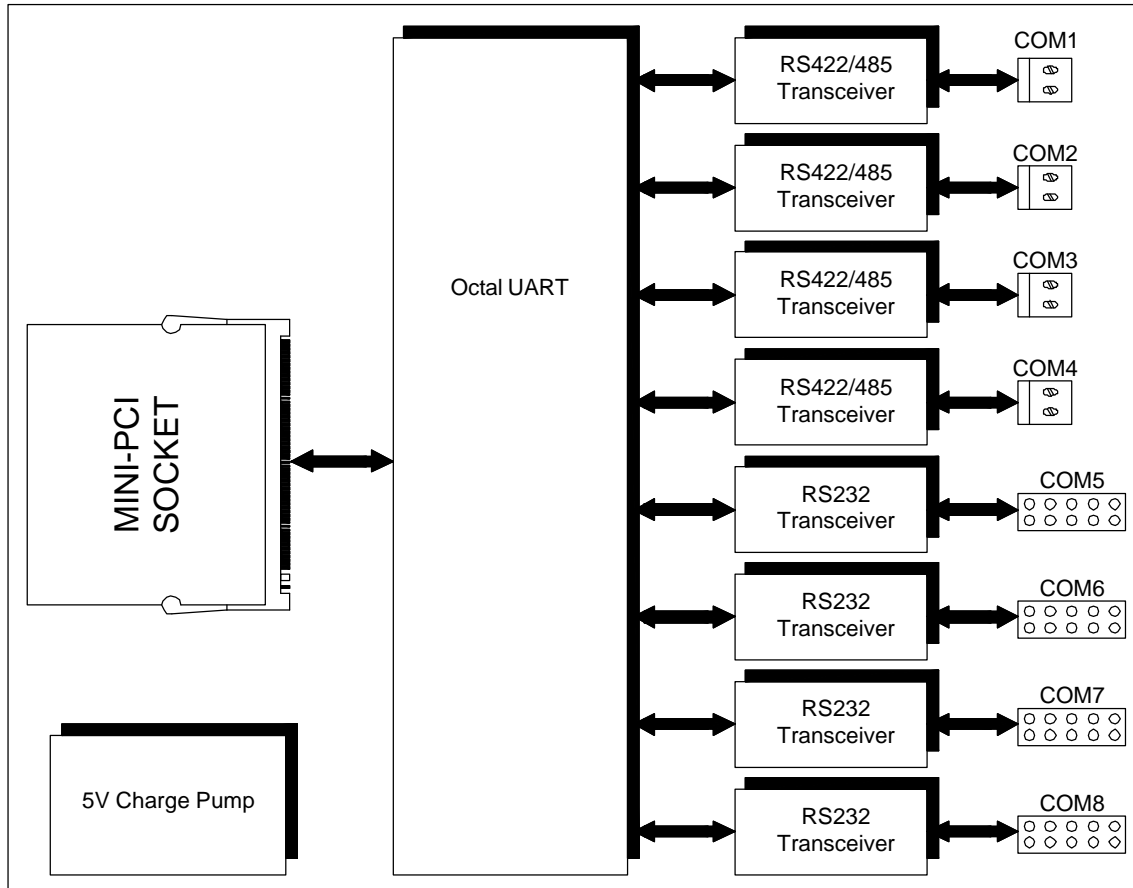 COM1
RS422/485
Transceiver
COM2
RS422/485
Transceiver
COM3
RS422/485
Transceiver
Octal UART
COM4
RS422/485
Transceiver
MINI-PCI
SOCKET
COM5
RS232
Transceiver
COM6
RS232
Transceiver
COM7
RS232
Transceiver
5V Charge Pump
COM8
RS232
Transceiver